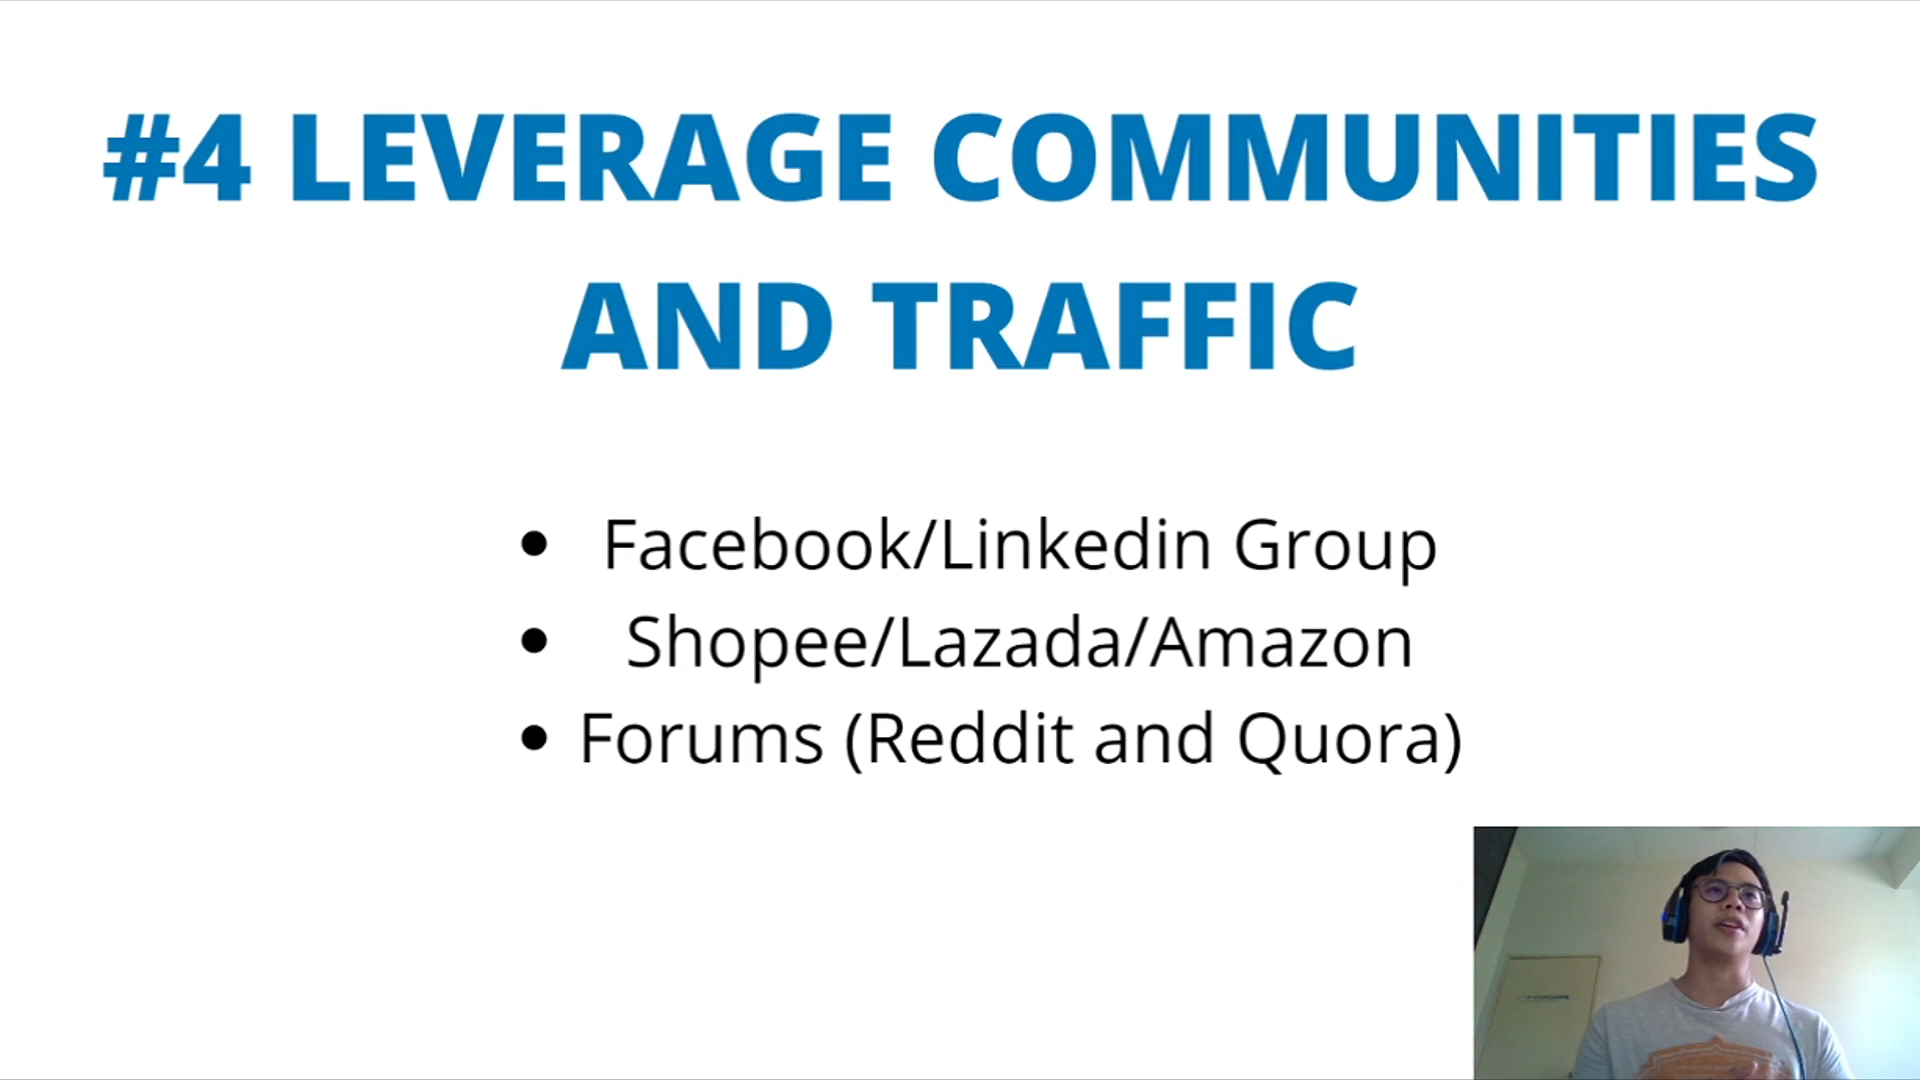 #4 LEVERAGE COMMUNITIES
AND TRAFFIC
• Facebook/Linkedin Group
• Shopee/Lazada/Amazon
• Forums (Reddit and Quora)